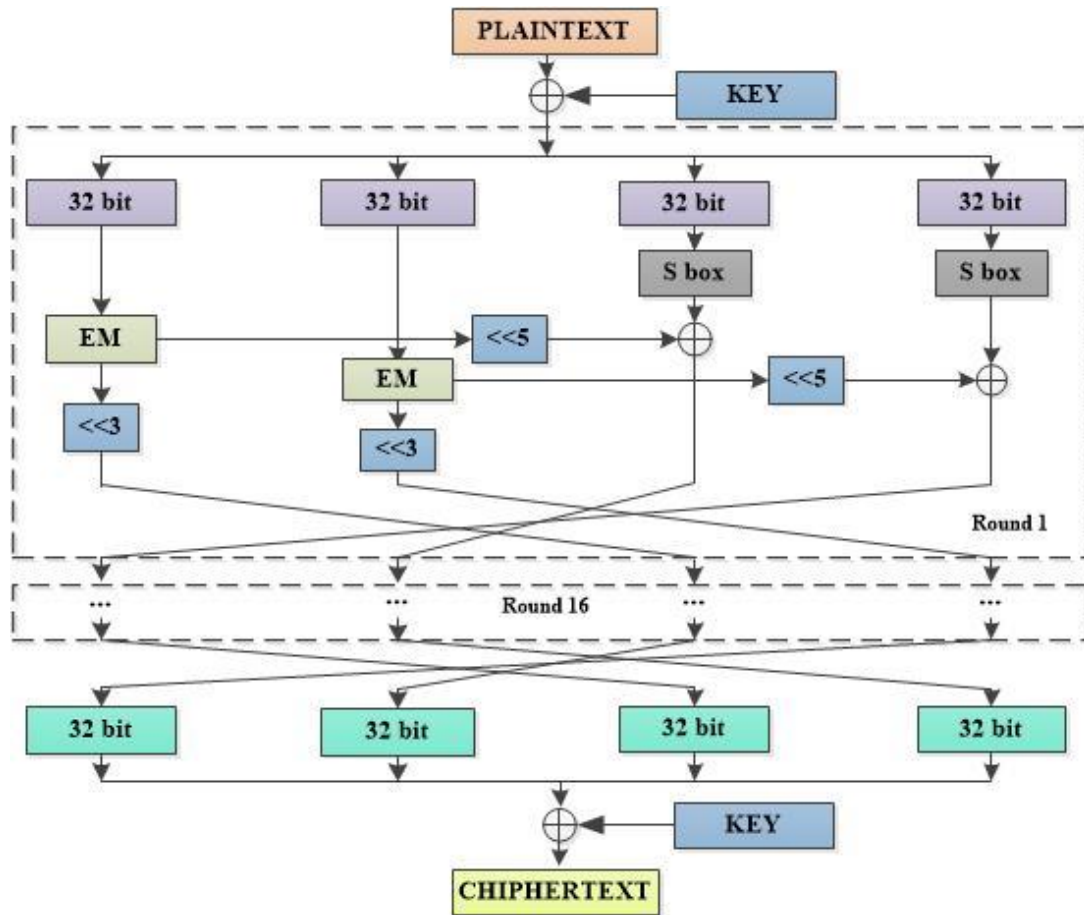 PLAINTEXT
KEY
32 bit
32 bit
32 bit
32 bit
S box
S box
EM
<<5
EM
<<5
<<3
<<3
Round 1
...
...
Round 16
...
...
32 bit
32 bit
32 bit
32 bit
KEY
CHIPHERTEXT